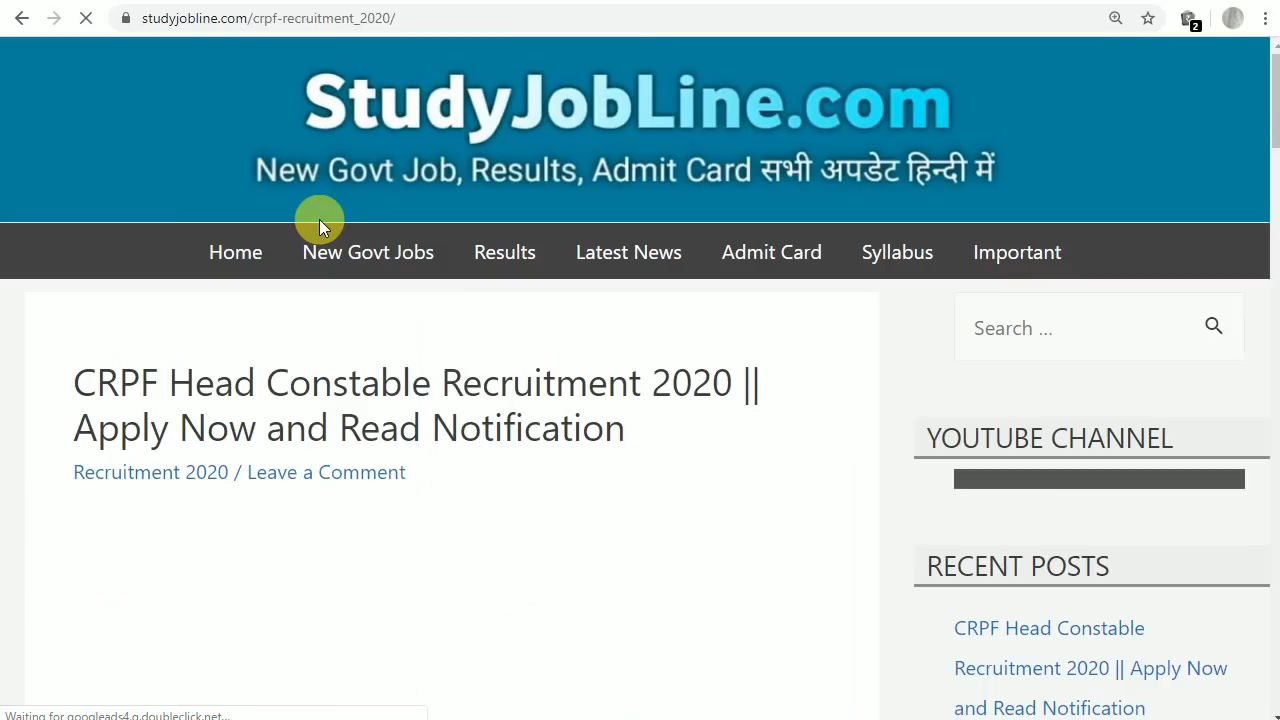 studyjobline.com/crpf-recruitment_2020/
2
StudyJobLine.com
New Govt Job, Results, Admit Card सभी अपडेट हिन्दी में
Home New Govt Jobs Results Latest News Admit Card Syllabus Important
Search ...
CRPF Head Constable Recruitment 2020 ||
Apply Now and Read Notification
Recruitment 2020 / Leave a Comment
YOUTUBE CHANNEL
RECENT POSTS
CRPF Head Constable
Recruitment 2020 || Apply Now
and Read Notification
Waiting for googleads4.g.doubleclick.net...